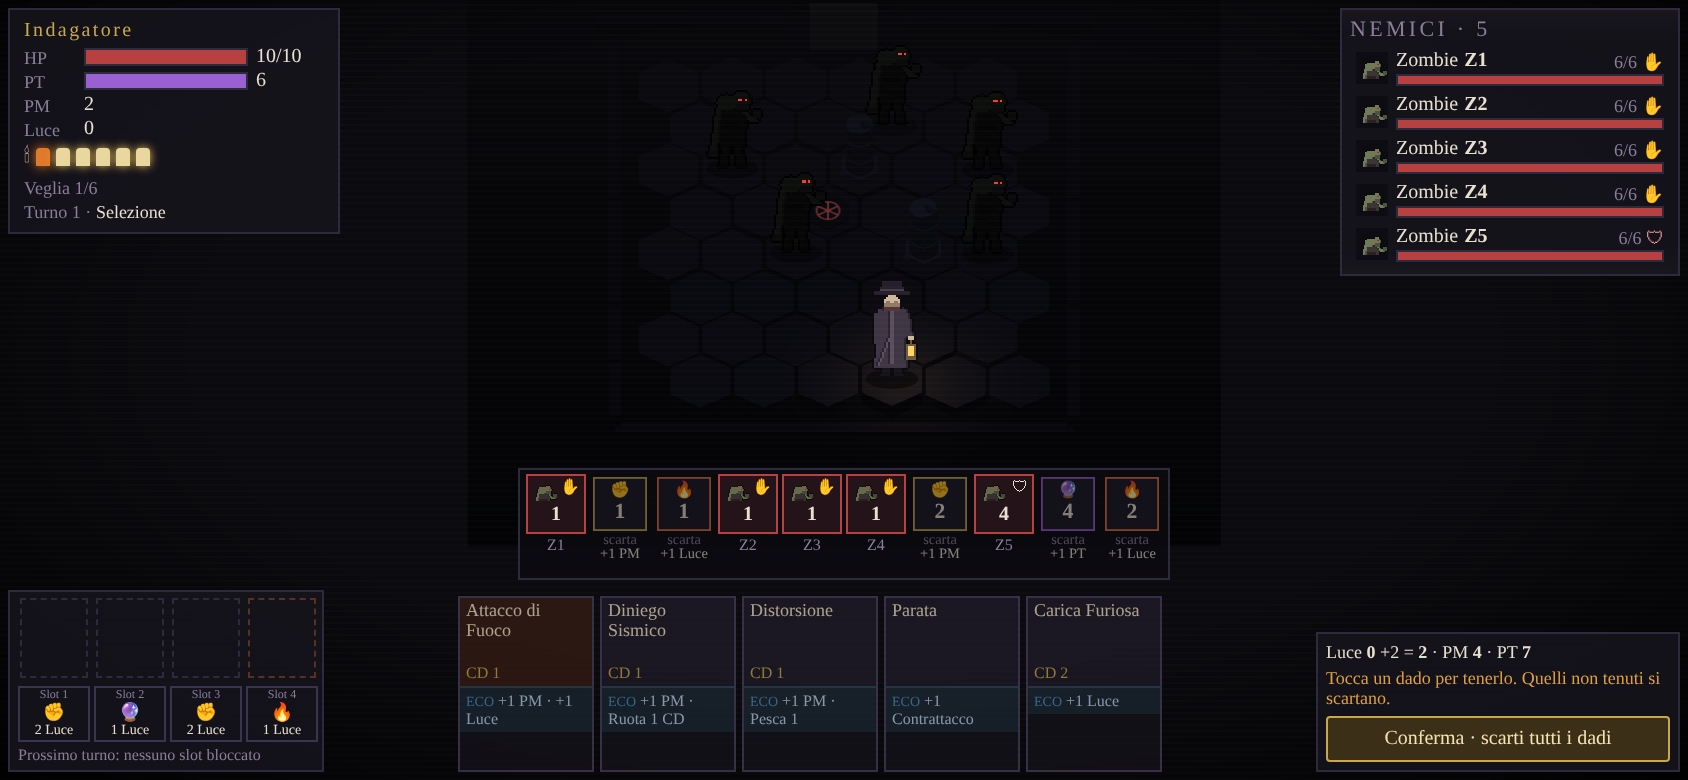 Indagatore
HP 10/10
PT 6
PM 2
Luce 0
Veglia 1/6
Turno 1 · Selezione
NEMICI · 5
Zombie Z1 6/6
Zombie Z2 6/6
Zombie Z3 6/6
Zombie Z4 6/6
Zombie Z5 6/6
1 1 1 1 1 1 2 4 4 2
Z1 scarta scarta Z2 Z3 Z4 scarta Z5 scarta scarta
+1 PM +1 Luce +1 PM +1 PT +1 Luce
Slot 1 Slot 2 Slot 3 Slot 4
2 Luce 1 Luce 2 Luce 1 Luce
Prossimo turno: nessuno slot bloccato
Attacco di
Fuoco
CD 1
ECO +1 PM · +1
Luce
Diniego
Sismico
CD 1
ECO +1 PM ·
Ruota 1 CD
Distorsione
CD 1
ECO +1 PM ·
Pesca 1
Parata
ECO +1
Contrattacco
Carica Furiosa
CD 2
ECO +1 Luce
Luce 0 +2 = 2 · PM 4 · PT 7
Tocca un dado per tenerlo. Quelli non tenuti si
scartano.
Conferma · scarti tutti i dadi